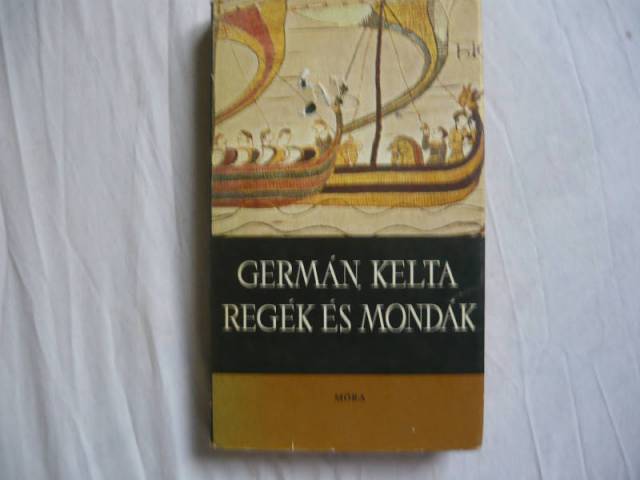 GERMÁN, KELTA
REGÉK ÉS MONDÁK
MÓRA